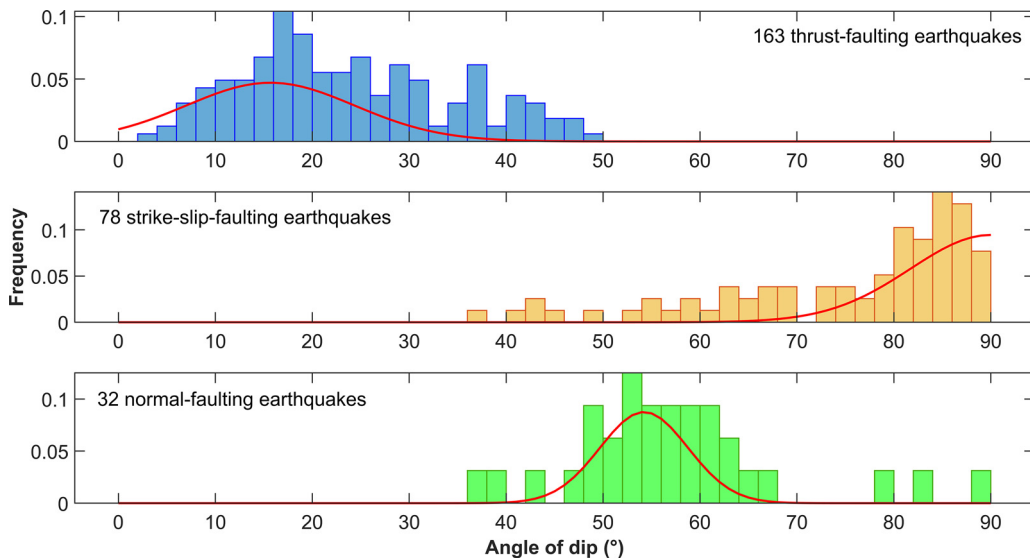 0.1
163 thrust-faulting earthquakes
0.05
0
0 10 20 30 40 50 60 70 80 90
78 strike-slip-faulting earthquakes
0.1
0.05
0
0 10 20 30 40 50 60 70 80 90
Frequency
32 normal-faulting earthquakes
0.1
0.05
0
0 10 20 30 40 50 60 70 80 90
Angle of dip (°)